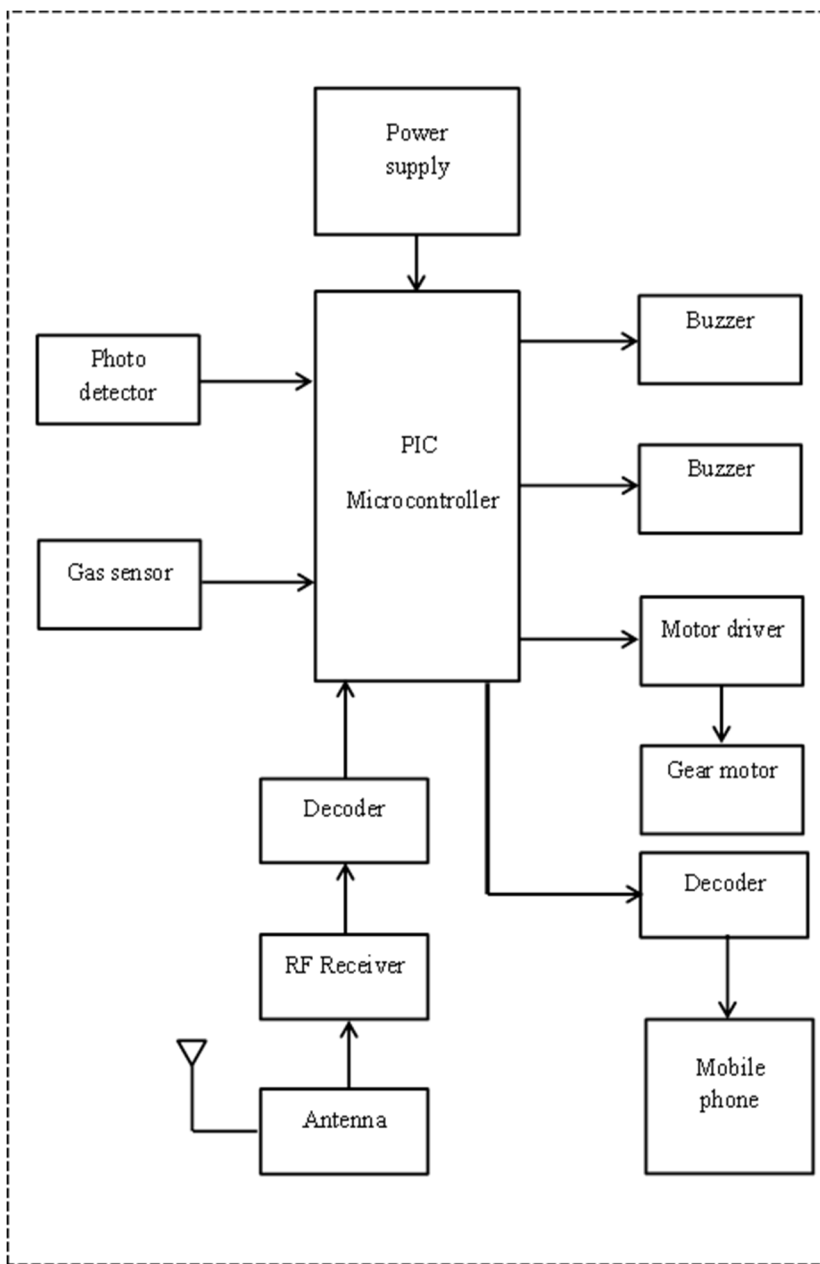 Power
supply
Photo
detector
PIC
Microcontroller
Buzzer
Buzzer
Gas sensor
Motor driver
Gear motor
Decoder
Decoder
RF Receiver
Antenna
Mobile
phone